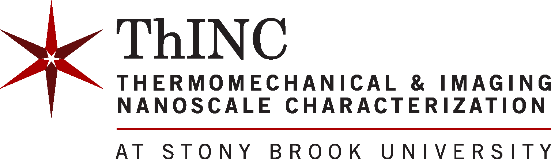 ThINC
THERMOMECHANICAL & IMAGING
NANOSCALE CHARACTERIZATION
AT STONY BROOK UNIVERSITY